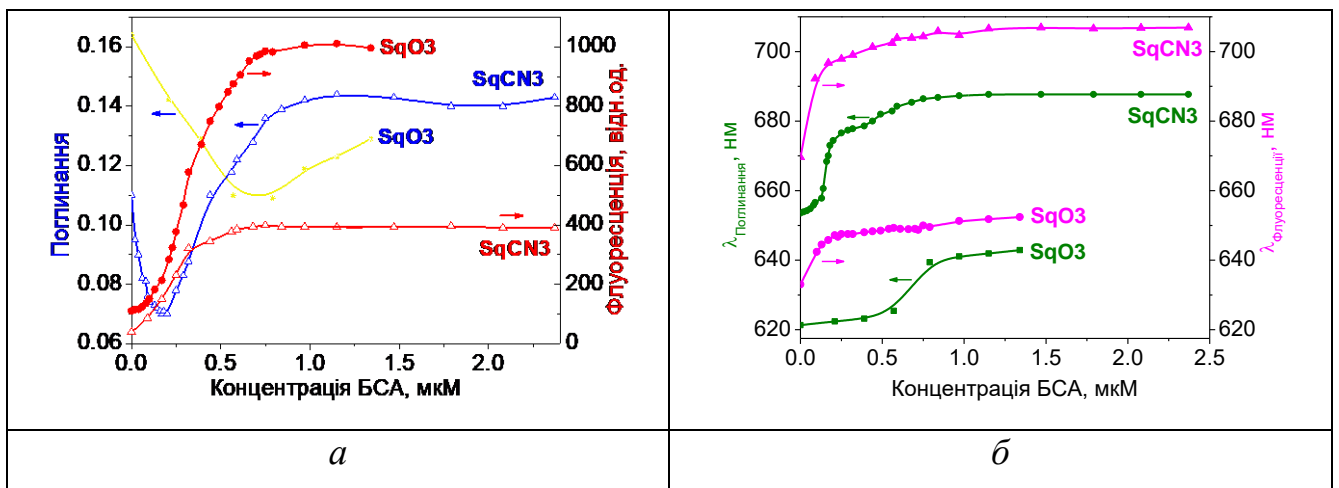 0.16
0.14
0.12
0.10
0.08
0.06
Поглинання
SqO3
SqCN3
SqO3
SqCN3
1000
800
600
400
200
0
Флуоресценція, відн.од.
0.0 0.5 1.0 1.5 2.0
Концентрація БСА, мкМ
700
680
660
640
620
λПоглинання, нм
SqCN3
SqCN3
SqO3
SqO3
700
680
660
640
620
λФлуоресценції, нм
0.0 0.5 1.0 1.5 2.0 2.5
Концентрація БСА, мкМ
а
б